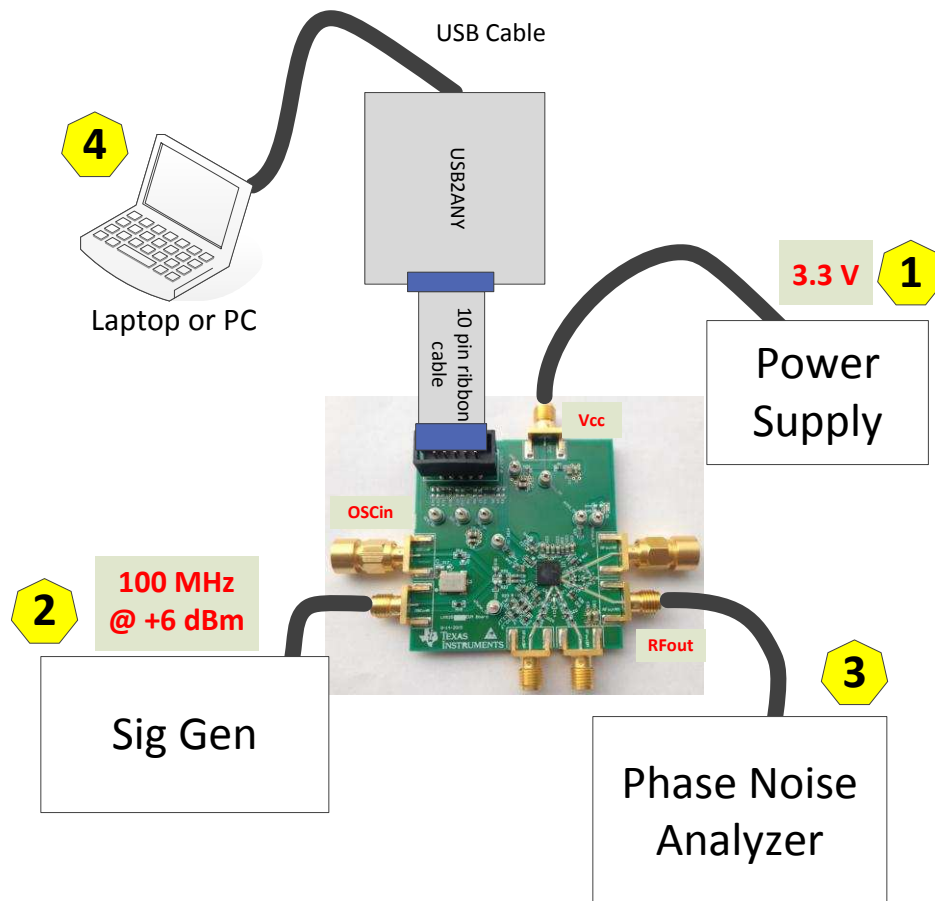 USB Cable
4
USB2ANY
3.3 V
1
Laptop or PC
10 pin ribbon
cable
Power
Supply
Vcc
OSCin
2
100 MHz
@ +6 dBm
TEXAS
INSTRUMENTS
RFout
3
Sig Gen
Phase Noise
Analyzer